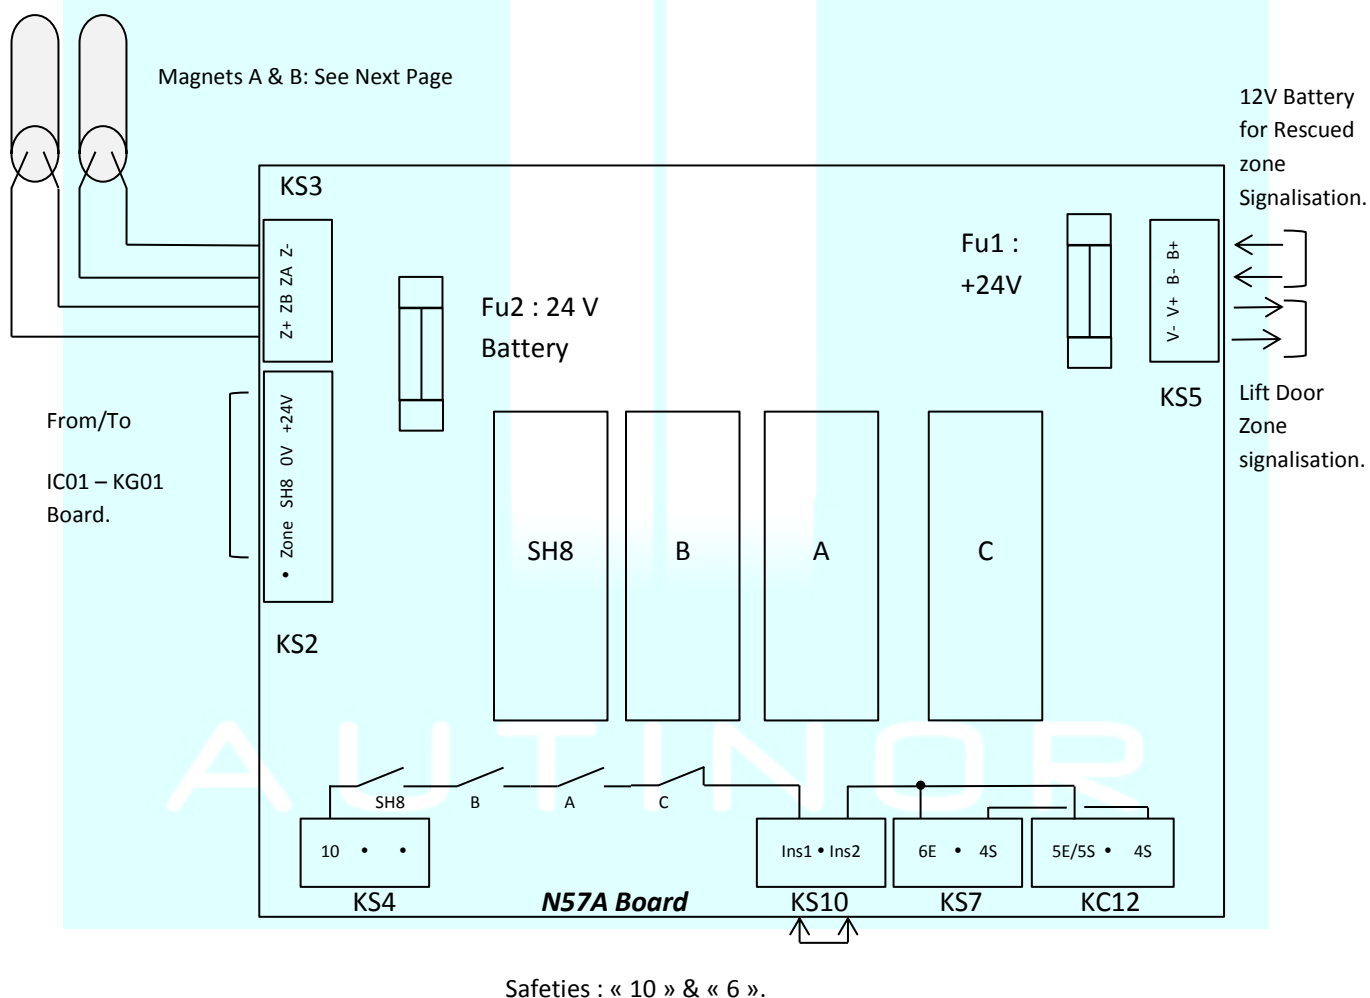 Magnets A & B: See Next Page
12V Battery
for Rescued
zone
Signalisation.
KS3
Z+ ZB ZA Z-
Fu2 : 24 V
Battery
Fu1 :
+24V
V- V+ B- B+
KS5
Lift Door
Zone
signalisation.
From/To
IC01 – KG01
Board.
• Zone SH8 0V +24V
KS2
SH8
B
A
C
AUTINOR
SH8
B
A
C
10 • •
Ins1 • Ins2
6E • 4S
5E/5S • 4S
KS4
N57A Board
KS10
KS7
KC12
Safeties : « 10 » & « 6 ».